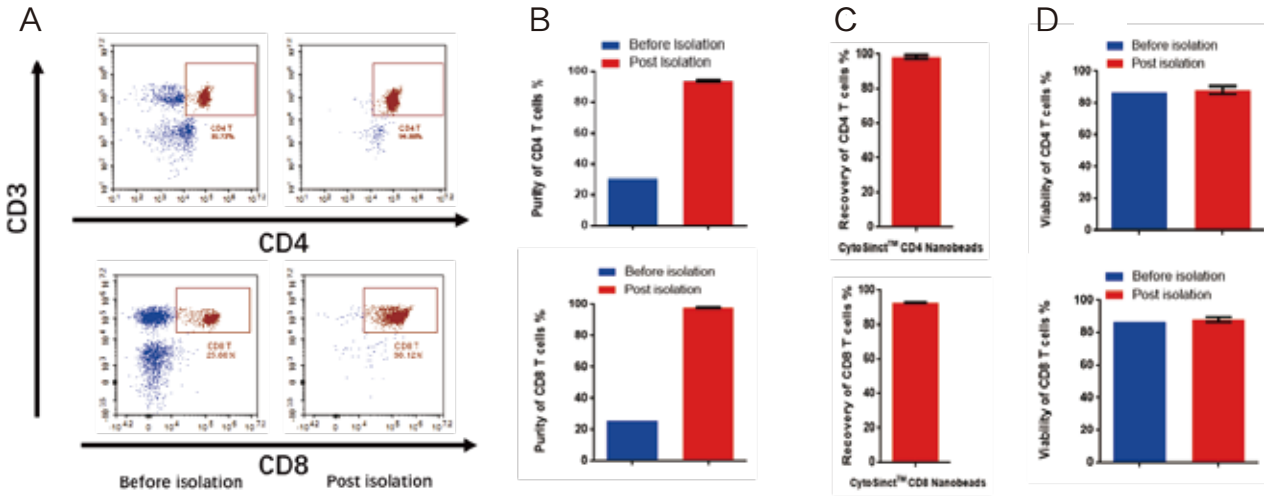 A
B
C
D
CD3
CD4 T
CD4 T
CD4
CD8 T
CD8 T
CD8
Before isolation
Post isolation
Before Isolation
Post Isolation
Purity of CD4 T cells %
100
80
60
40
20
0
Before isolation
Post isolation
Purity of CD8 T cells %
100
80
60
40
20
0
Recovery of CD4 T cells %
100
80
60
40
20
0
CytoSinct™ CD4 Nanobeads
Recovery of CD8 T cells %
100
80
60
40
20
0
CytoSinct™ CD8 Nanobeads
Before isolation
Post isolation
Viability of CD4 T cells %
100
80
60
40
20
0
Before isolation
Post isolation
Viability of CD8 T cells %
100
80
60
40
20
0